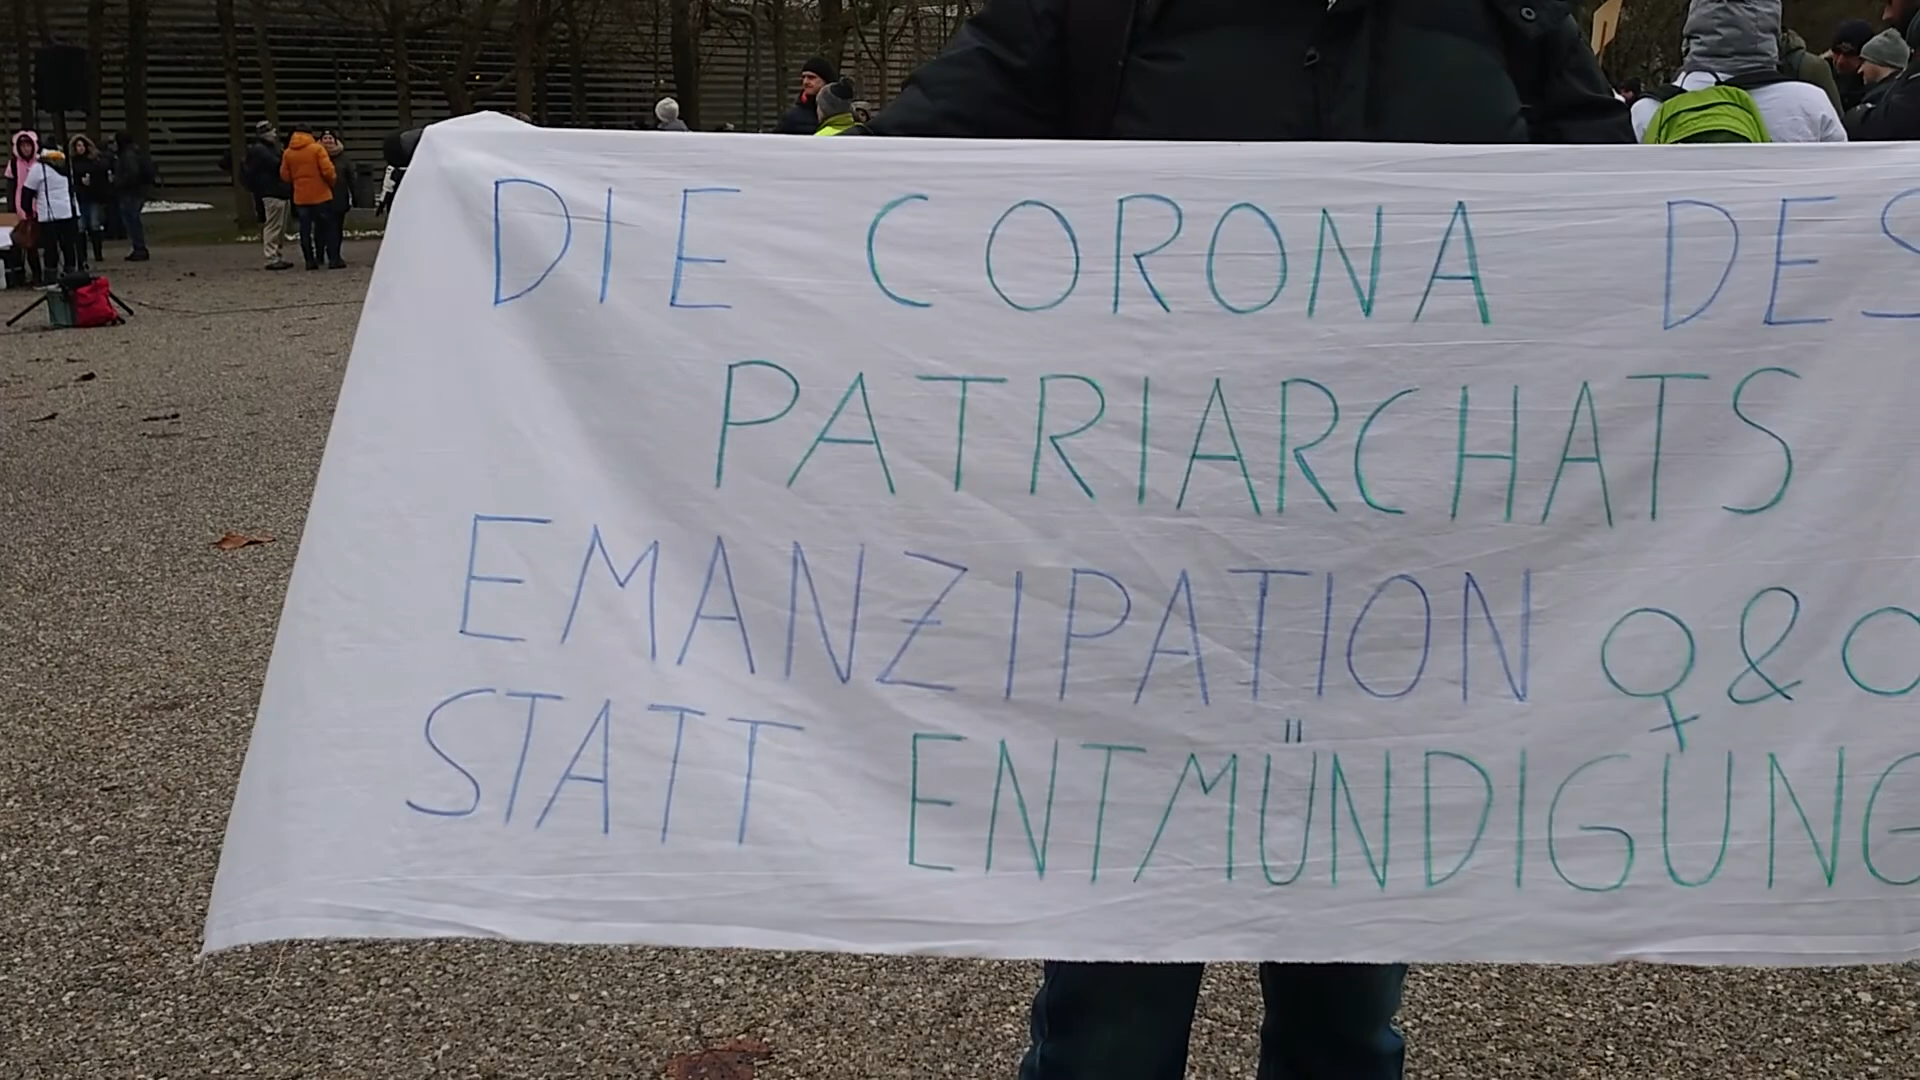 DIE CORONA DES
PATRIARCHATS
EMANZIPATION ♀ &
STATT ENTMÜNDIGUNG